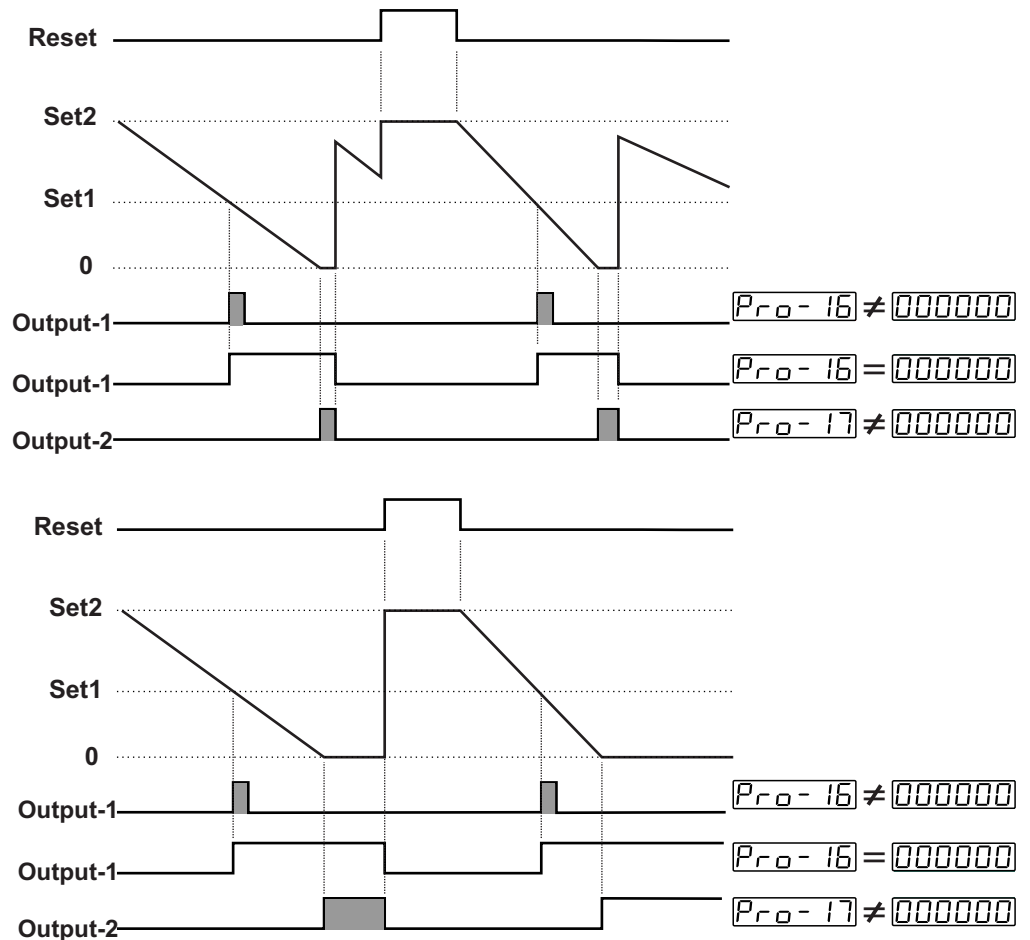 Reset
Set2
Set1
0
Output-1 Pro-16 ≠ 000000
Output-1 Pro-16 = 000000
Output-2 Pro-17 ≠ 000000
Reset
Set2
Set1
0
Output-1 Pro-16 ≠ 000000
Output-1 Pro-16 = 000000
Output-2 Pro-17 ≠ 000000